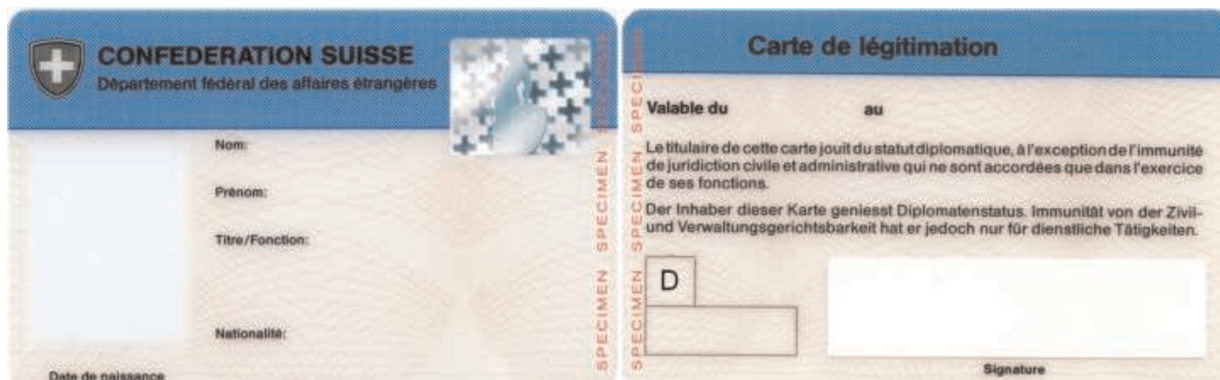 CONFEDERATION SUISSE
Département fédéral des affaires étrangères
Nom:
Prénom:
Titre/Fonction:
Nationalité:
Date de naissance
SPECIMEN SPECIMEN SPECIMEN
Carte de légitimation
Valable du au
Le titulaire de cette carte jouit du statut diplomatique, à l'exception de l'immunité
de juridiction civile et administrative qui ne sont accordées que dans l'exercice
de ses fonctions.
Der Inhaber dieser Karte geniesst Diplomatenstatus. Immunität von der Zivil-
und Verwaltungsgerichtsbarkeit hat er jedoch nur für dienstliche Tätigkeiten.
D
Signature
SPECIMEN SPECIMEN SPECIMEN